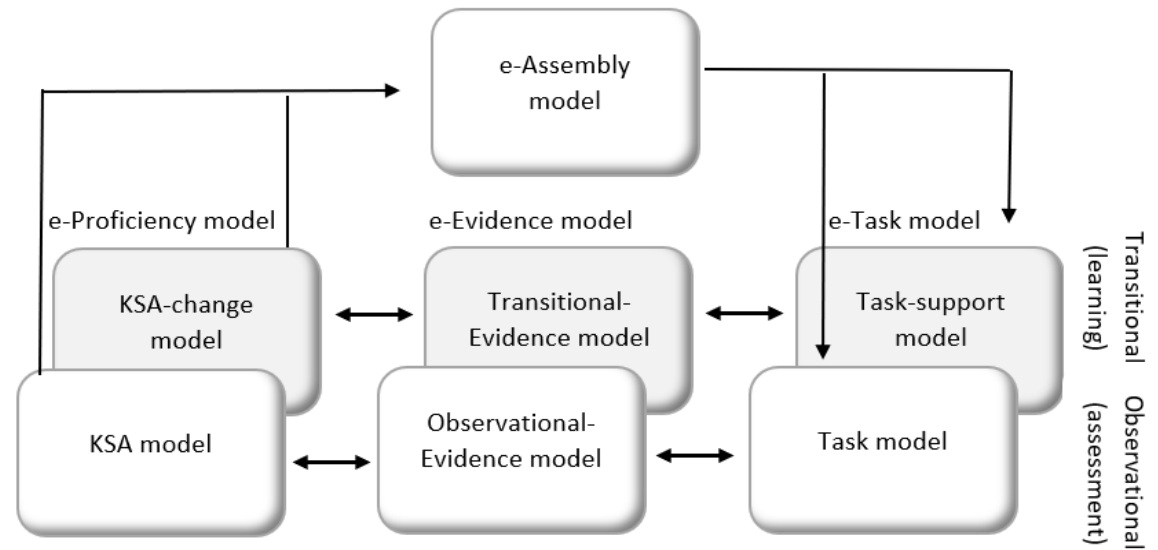 e-Assembly
model
e-Proficiency model
e-Evidence model
e-Task model
KSA-change
model
Transitional-
Evidence model
Task-support
model
Transitional
(learning)
KSA model
Observational-
Evidence model
Task model
Observational
(assessment)